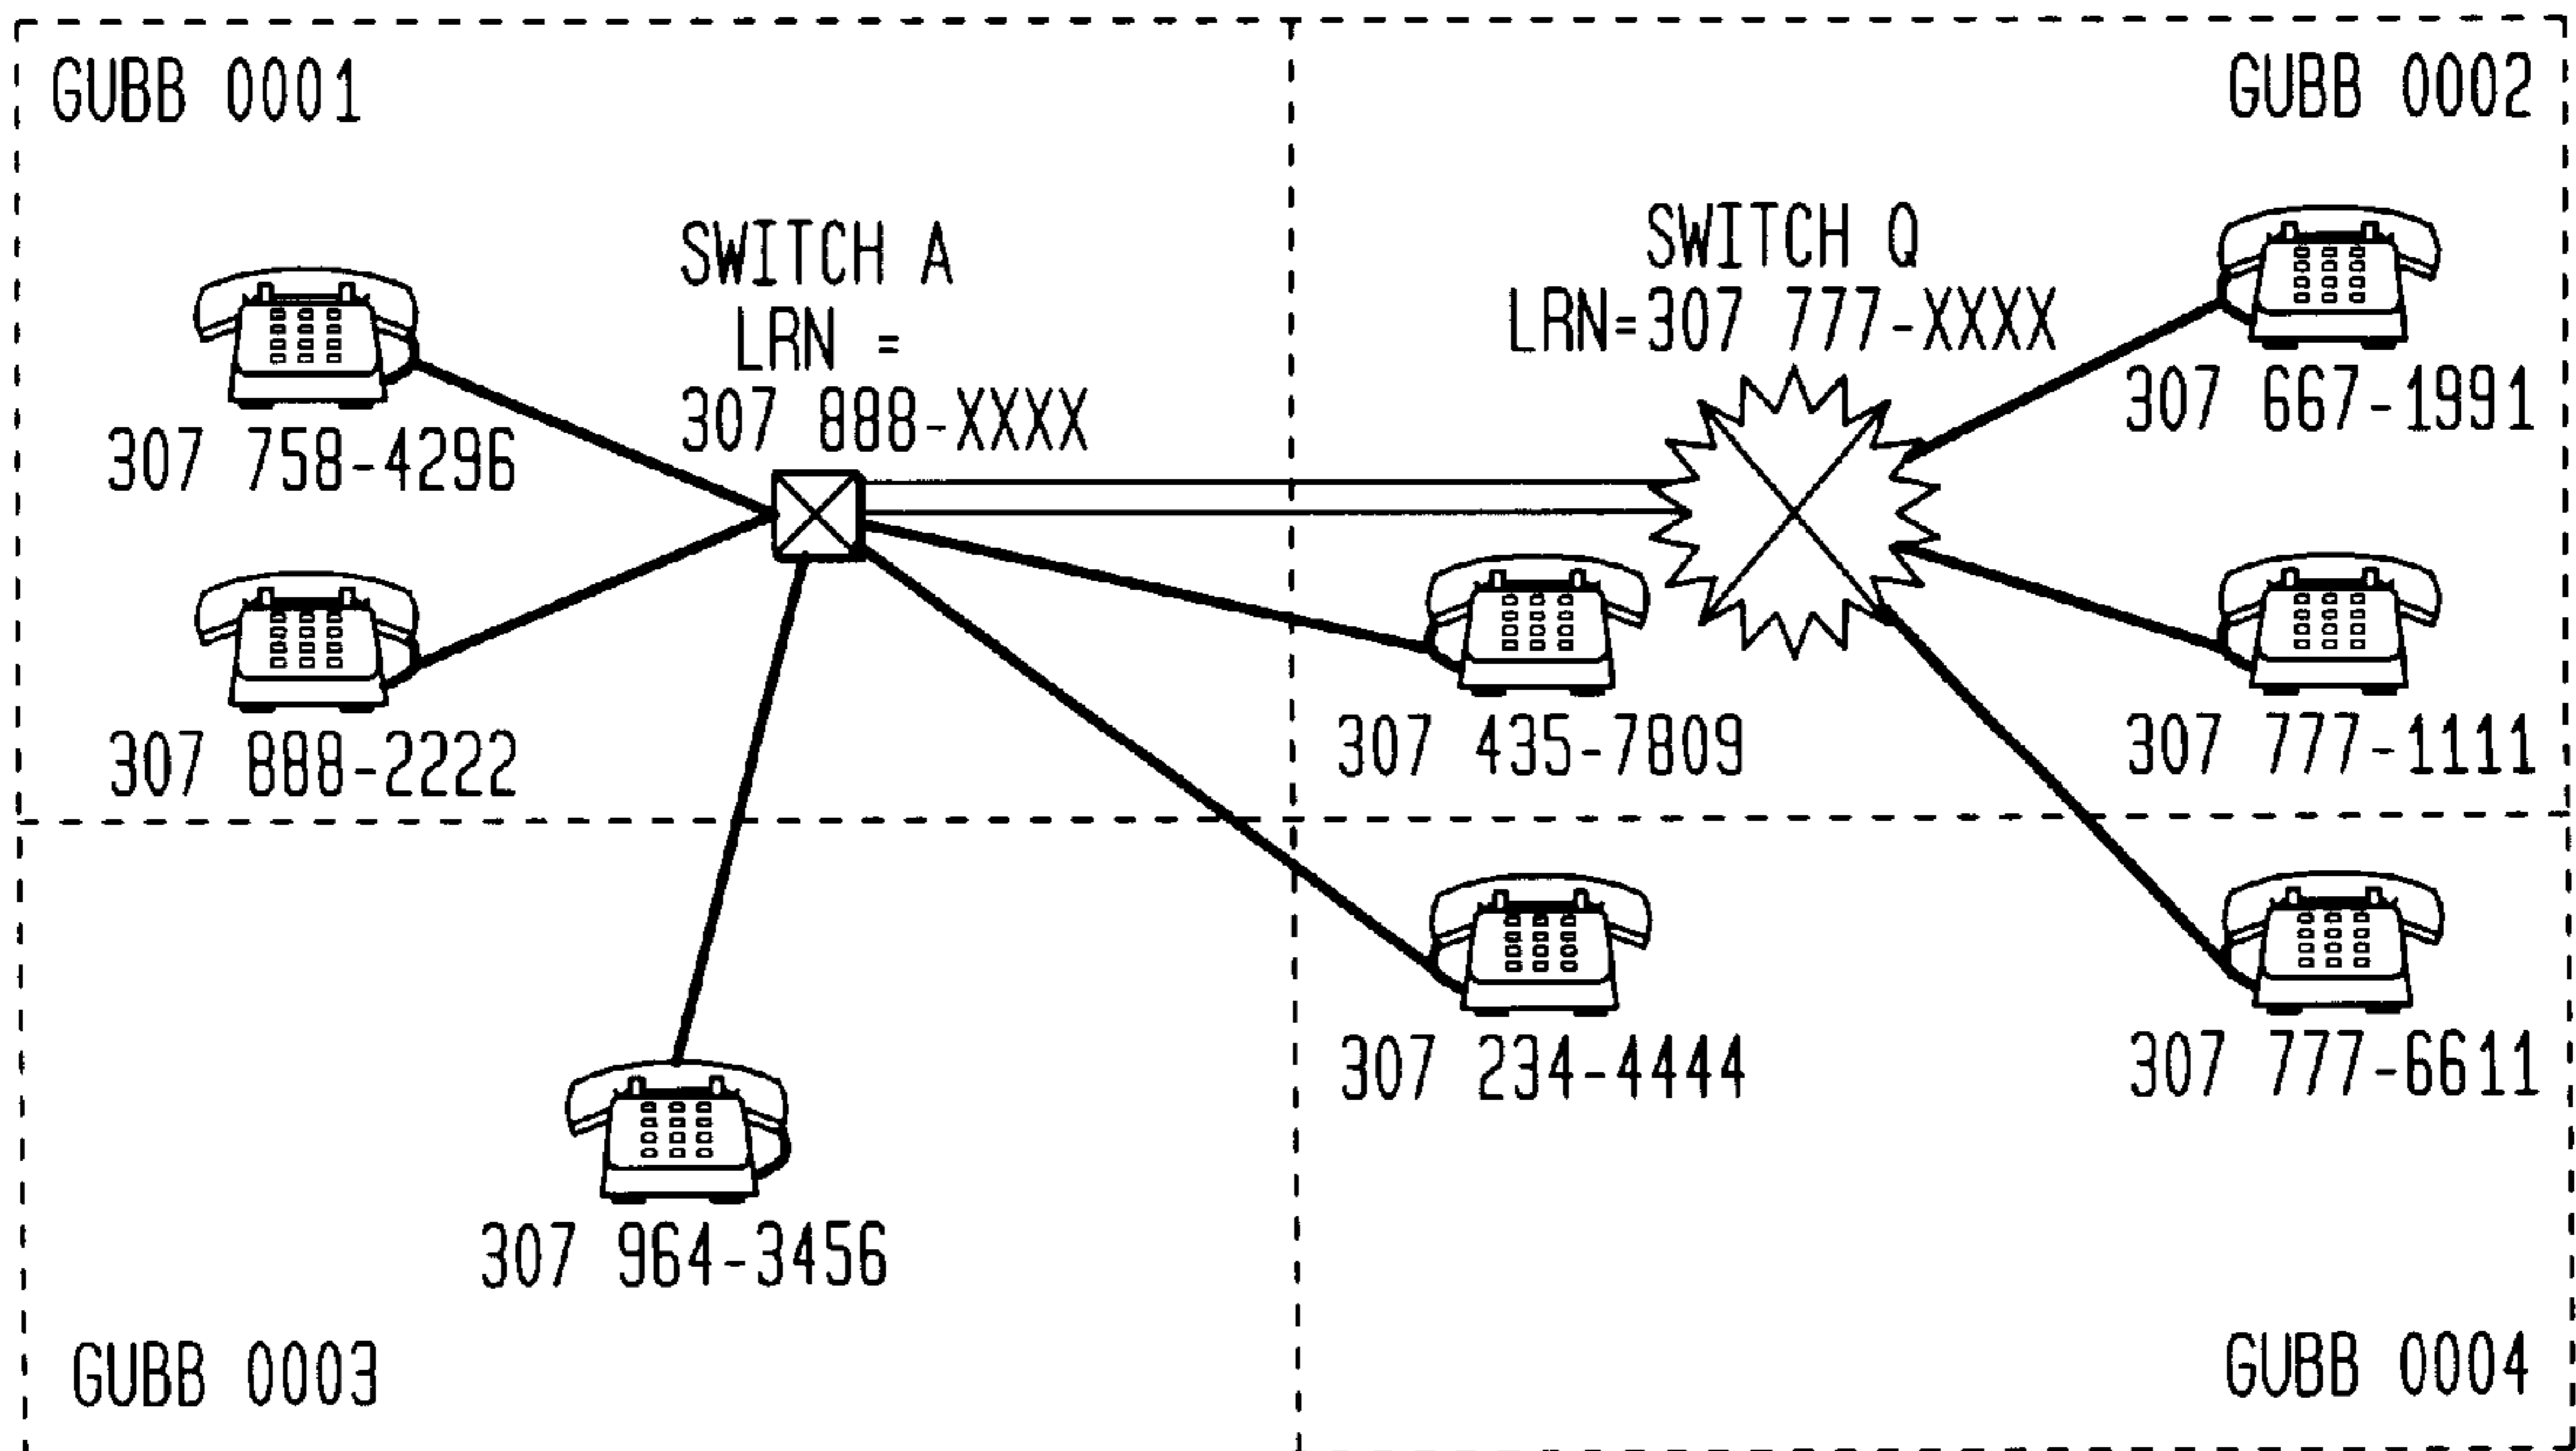 GUBB 0001
GUBB 0002
SWITCH A
LRN =
307 888-XXXX
SWITCH Q
LRN=307 777-XXXX
307 758-4296
307 667-1991
307 888-2222
307 435-7809
307 777-1111
307 234-4444
307 777-6611
307 964-3456
GUBB 0003
GUBB 0004